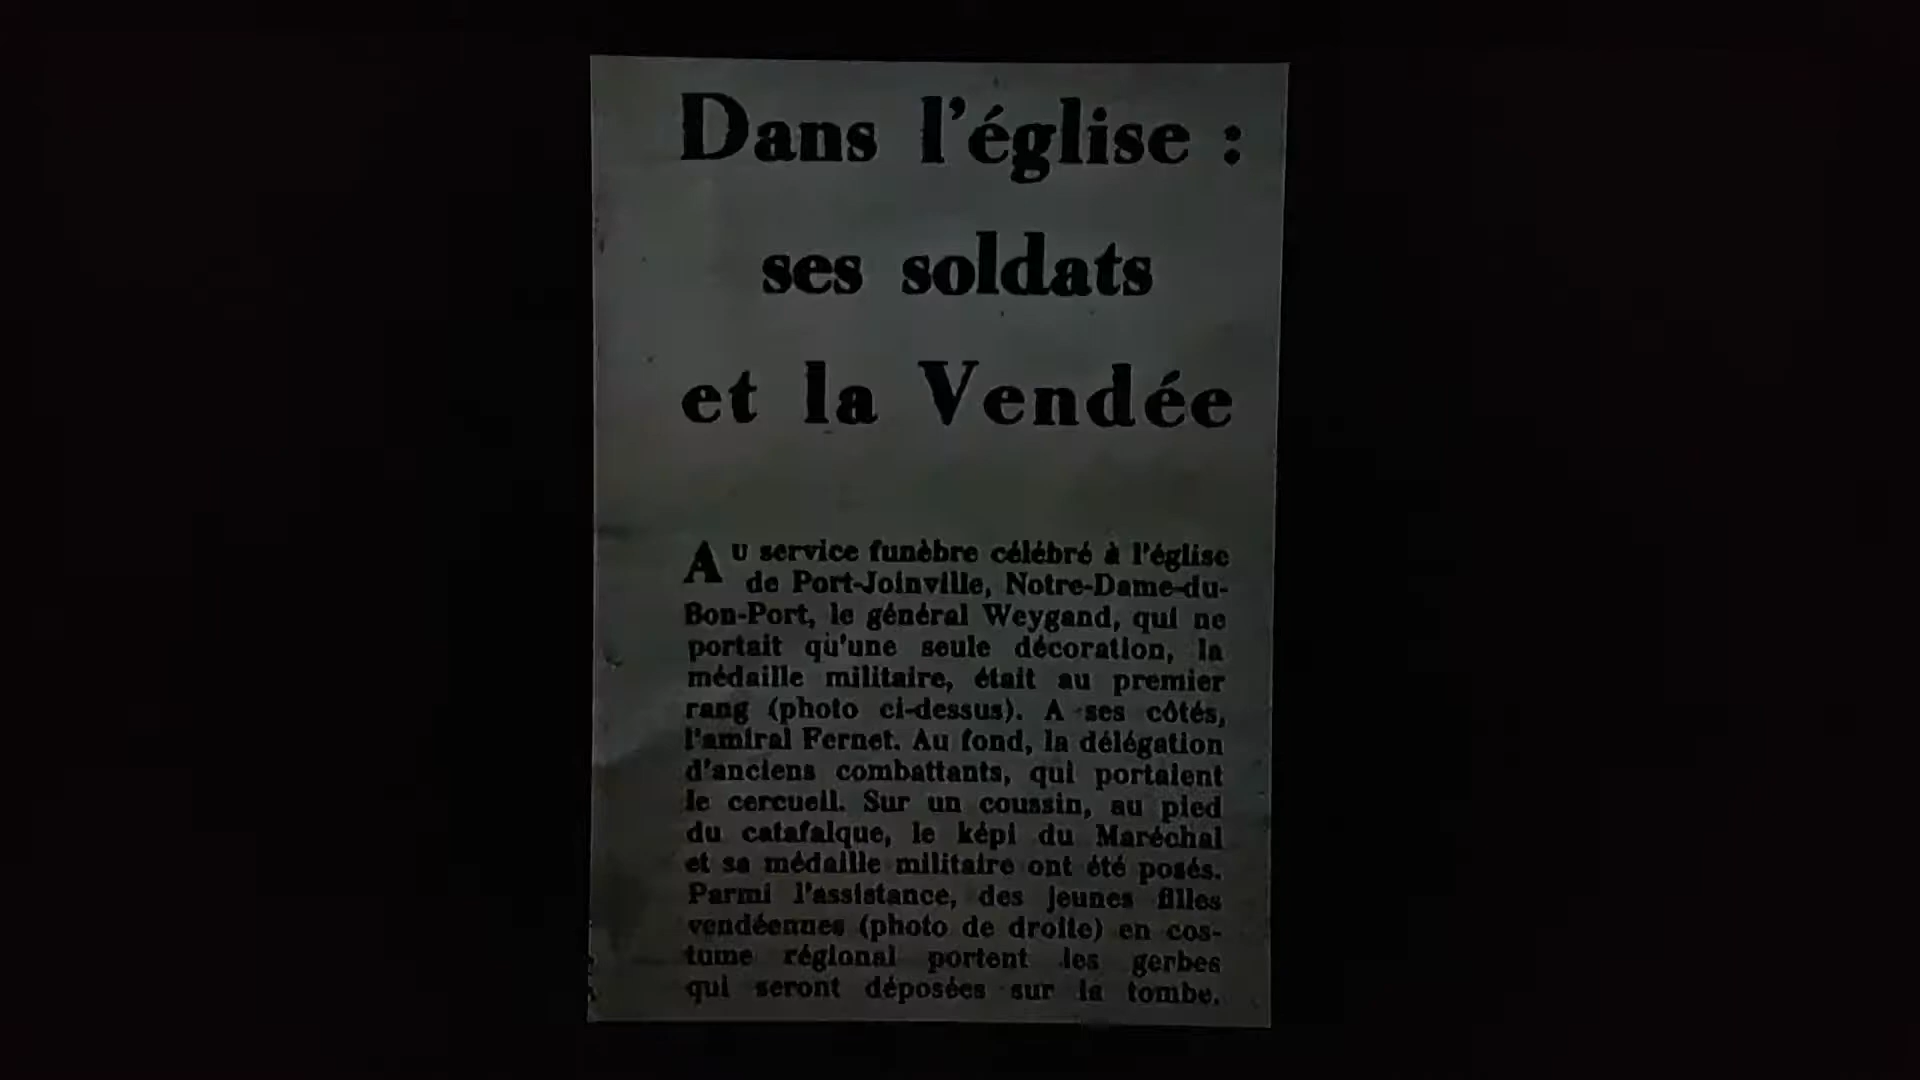 Dans l'église :
ses soldats
et la Vendée
AU service funèbre célébré à l'église
de Port-Joinville, Notre-Dame-du-
Bon-Port, le général Weygand, qui ne
portait qu'une seule décoration, la
médaille militaire, était au premier
rang (photo ci-dessus). A ses côtés,
l'amiral Fernet. Au fond, la délégation
d'anciens combattants, qui portaient
le cercueil. Sur un coussin, au pied
du catafalque, le képi du Maréchal
et sa médaille militaire ont été posés.
Parmi l'assistance, des jeunes filles
vendéennes (photo de droite) en cos-
tume régional portent les gerbes
qui seront déposées sur la tombe.